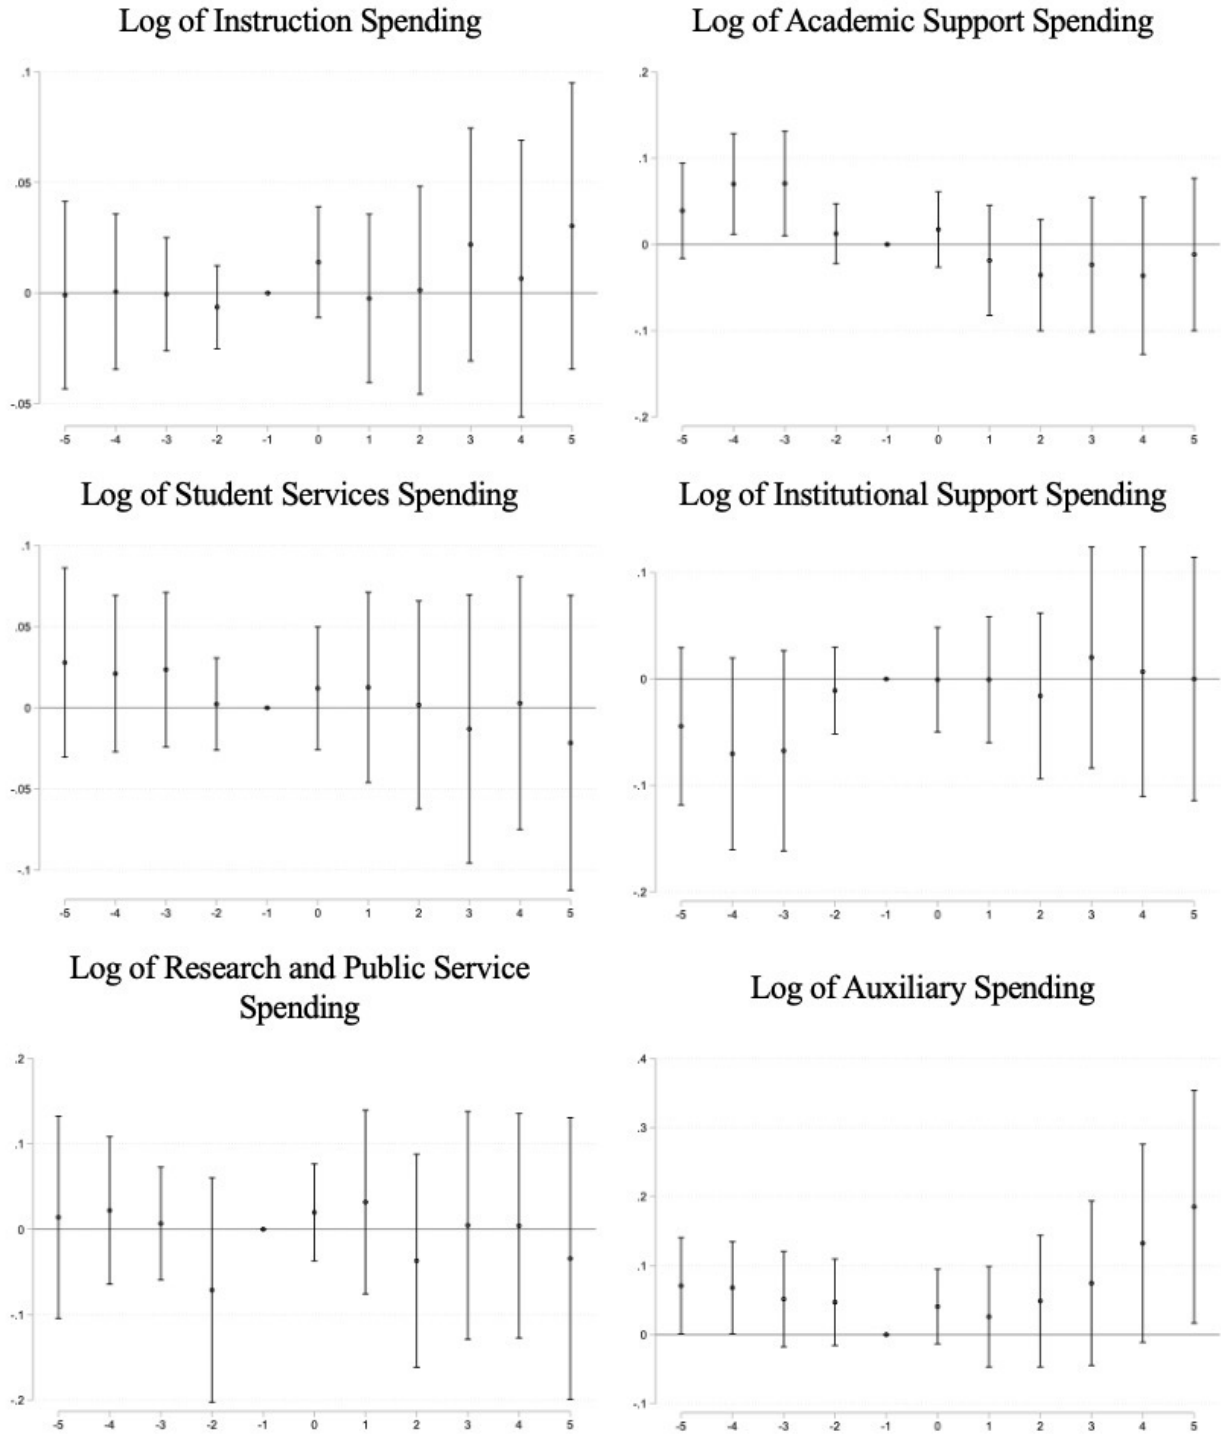 Log of Instruction Spending
.1
.05
0
-.05
-5 -4 -3 -2 -1 0 1 2 3 4 5
Log of Academic Support Spending
.2
.1
0
-.1
-.2
-5 -4 -3 -2 -1 0 1 2 3 4 5
Log of Student Services Spending
.1
.05
0
-.05
-.1
-5 -4 -3 -2 -1 0 1 2 3 4 5
Log of Institutional Support Spending
.1
0
-.1
-.2
-5 -4 -3 -2 -1 0 1 2 3 4 5
Log of Research and Public Service
Spending
.2
.1
0
-.1
-.2
-5 -4 -3 -2 -1 0 1 2 3 4 5
Log of Auxiliary Spending
.4
.3
.2
.1
0
-.1
-5 -4 -3 -2 -1 0 1 2 3 4 5